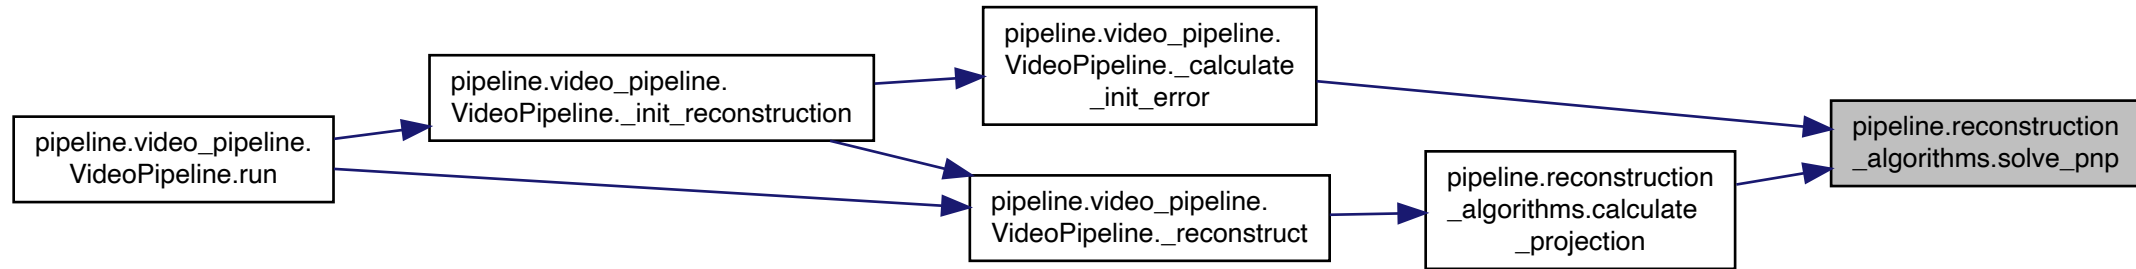 pipeline.video_pipeline.
VideoPipeline.run
pipeline.video_pipeline.
VideoPipeline._init_reconstruction
pipeline.video_pipeline.
VideoPipeline._calculate
_init_error
pipeline.video_pipeline.
VideoPipeline._reconstruct
pipeline.reconstruction
_algorithms.calculate
_projection
pipeline.reconstruction
_algorithms.solve_pnp